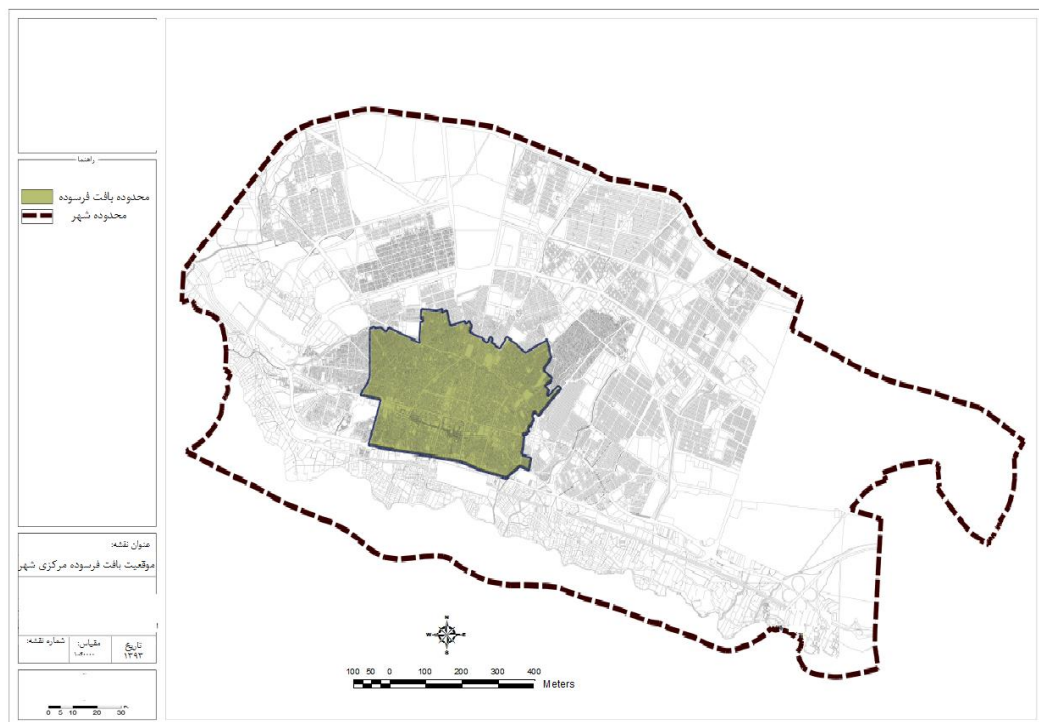 راهنما
محدوده بافت فرسوده
محدوده شهر
عنوان نقشه:
موقعیت بافت فرسوده مرکزی شهر
تاریخ
۱۳۹۳
مقیاس:
شماره نقشه:
0 5 10 20 30
N
W E
S
100 50 0 100 200 300 400
Meters